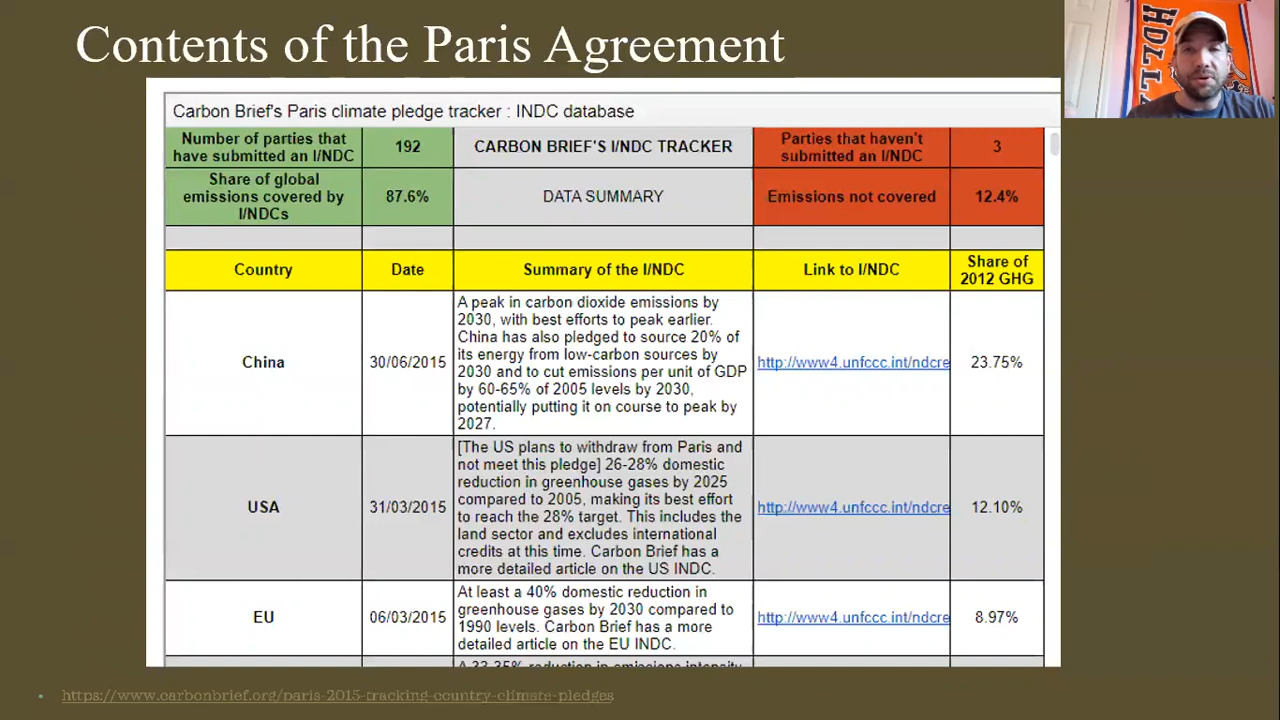 Contents of the Paris Agreement
HOLLA
Carbon Brief's Paris climate pledge tracker : INDC database
Number of parties that
have submitted an I/NDC
192
CARBON BRIEF'S I/NDC TRACKER
Parties that haven't
submitted an I/NDC
3
Share of global
emissions covered by
I/NDCs
87.6%
DATA SUMMARY
Emissions not covered
12.4%
Country
Date
Summary of the I/NDC
Link to I/NDC
Share of
2012 GHG
China
30/06/2015
A peak in carbon dioxide emissions by
2030, with best efforts to peak earlier.
China has also pledged to source 20% of
its energy from low-carbon sources by
2030 and to cut emissions per unit of GDP
by 60-65% of 2005 levels by 2030,
potentially putting it on course to peak by
2027.
http://www4.unfccc.int/ndcre
23.75%
USA
31/03/2015
[The US plans to withdraw from Paris and
not meet this pledge] 26-28% domestic
reduction in greenhouse gases by 2025
compared to 2005, making its best effort
to reach the 28% target. This includes the
land sector and excludes international
credits at this time. Carbon Brief has a
more detailed article on the US INDC.
http://www4.unfccc.int/ndcre
12.10%
EU
06/03/2015
At least a 40% domestic reduction in
greenhouse gases by 2030 compared to
1990 levels. Carbon Brief has a more
detailed article on the EU INDC.
http://www4.unfccc.int/ndcre
8.97%
A 33-35% reduction in emissions intensity
https://www.carbonbrief.org/paris-2015-tracking-country-climate-pledges